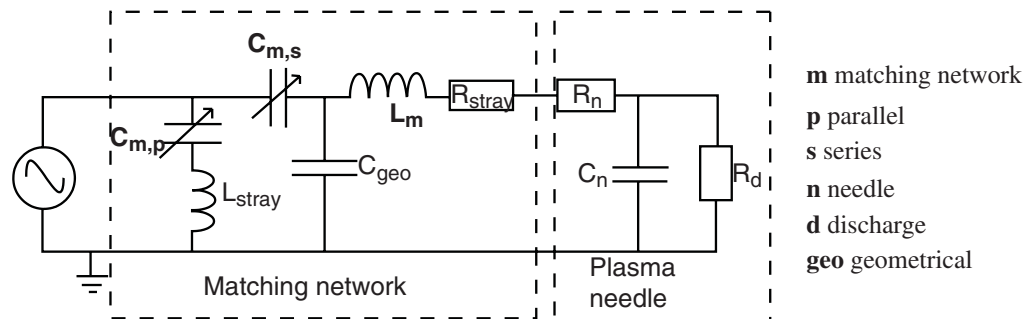 C_m,s
m matching network
R_stray
R_n
L_m
p parallel
C_m,p
s series
C_geo
C_n
R_d
L_stray
n needle
d discharge
geo geometrical
Matching network
Plasma
needle